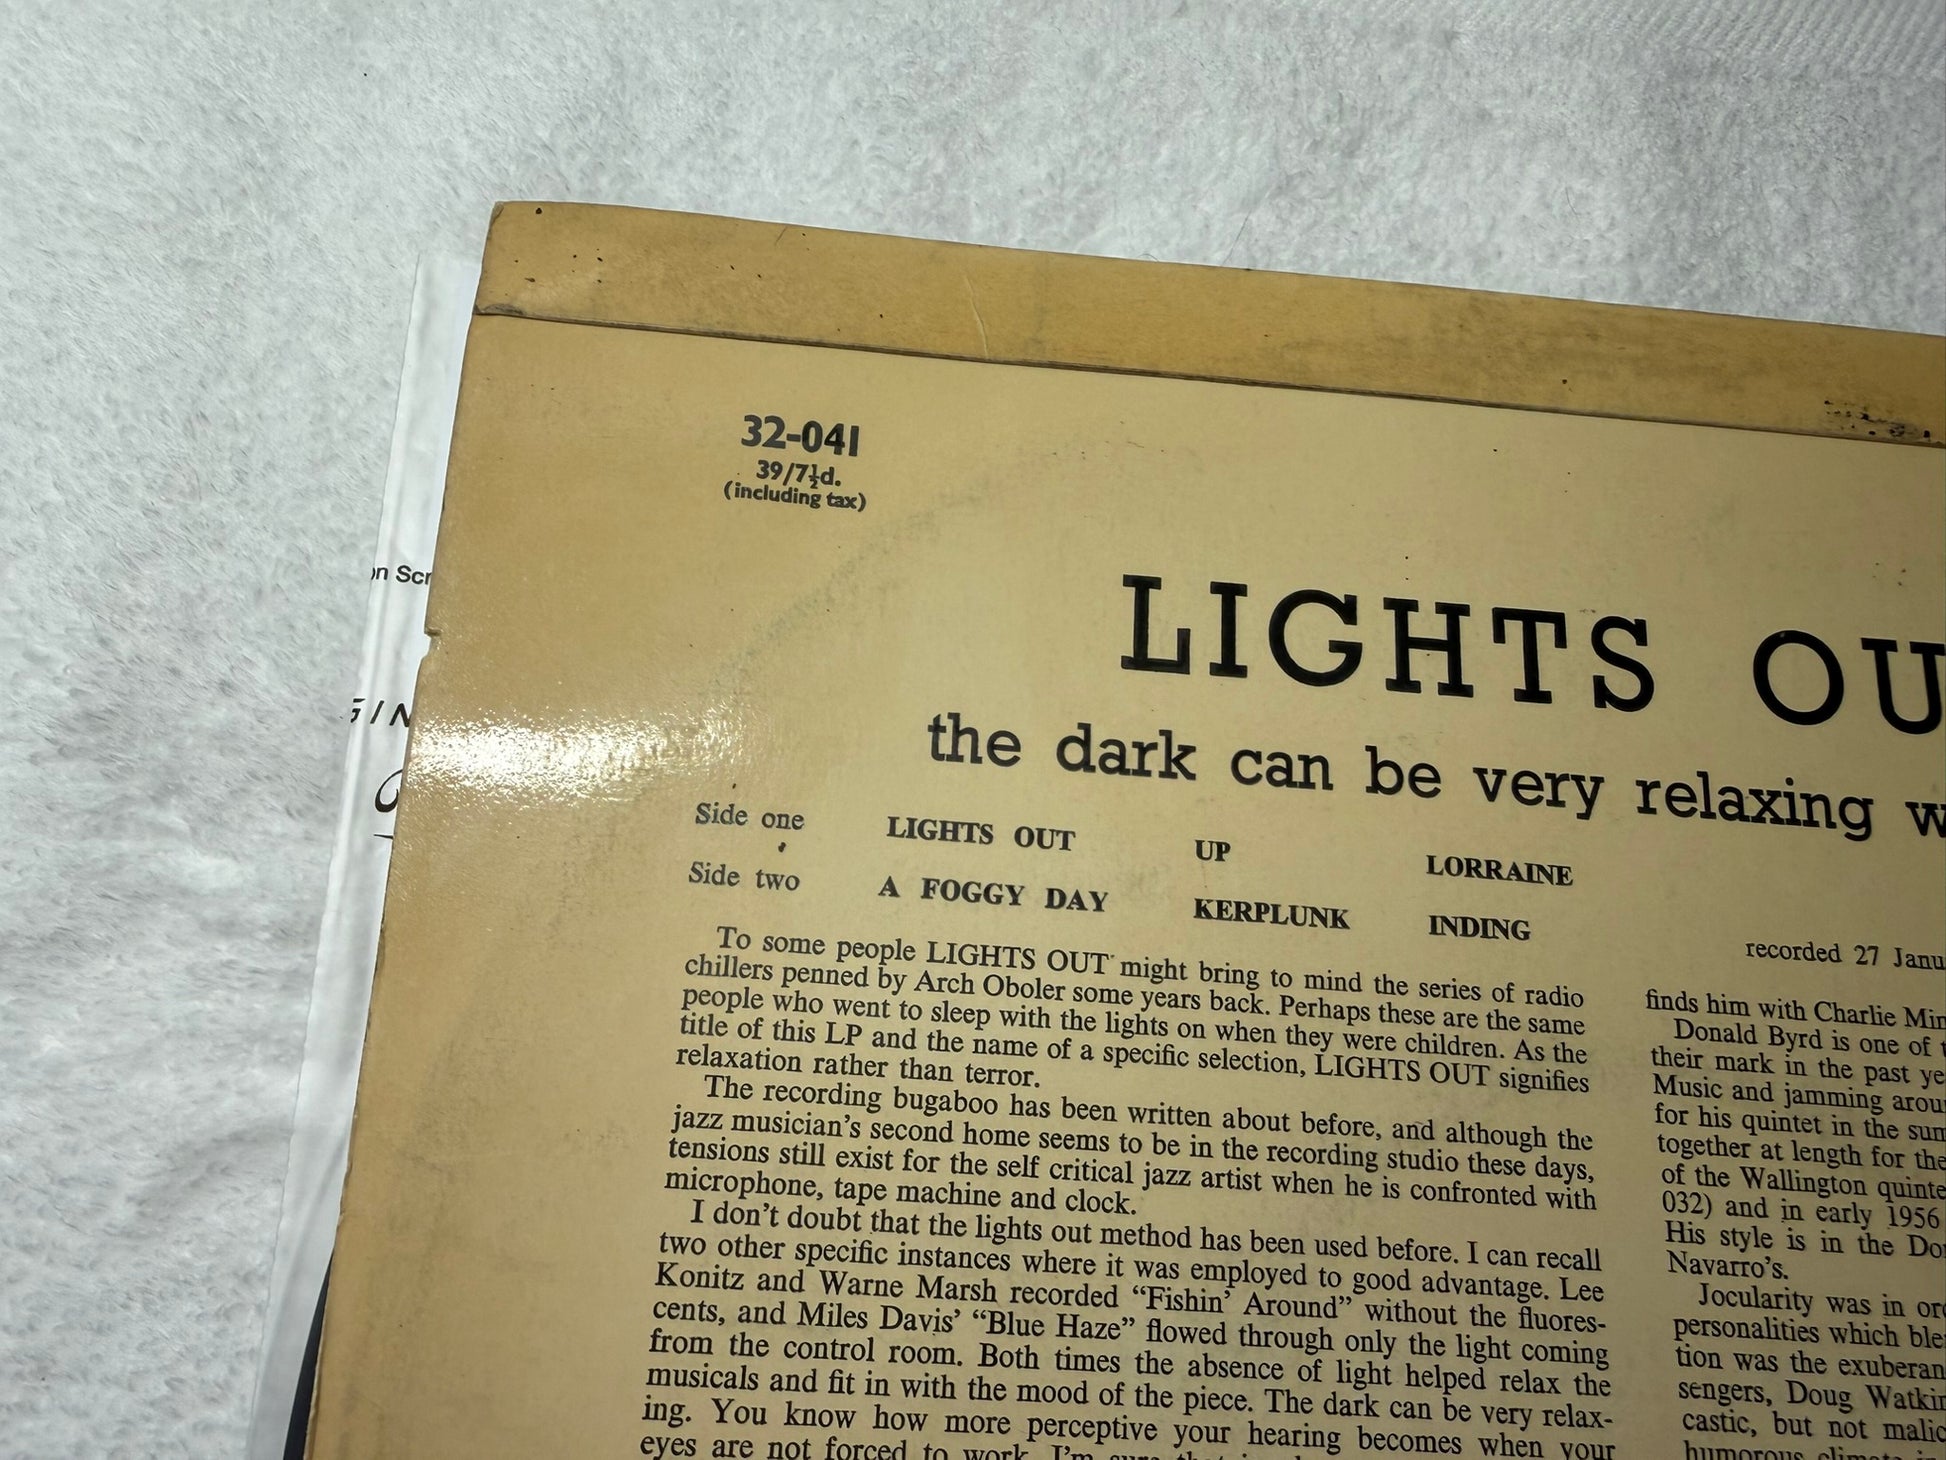 32-041
39/7½d.
(including tax)
on Scr
GIN
LIGHTS OU
the dark can be very relaxing w
Side one LIGHTS OUT UP LORRAINE
Side two A FOGGY DAY KERPLUNK INDING
recorded 27 Janu
To some people LIGHTS OUT might bring to mind the series of radio
chillers penned by Arch Oboler some years back. Perhaps these are the same
people who went to sleep with the lights on when they were children. As the
title of this LP and the name of a specific selection, LIGHTS OUT signifies
relaxation rather than terror.
The recording bugaboo has been written about before, and although the
jazz musician's second home seems to be in the recording studio these days,
tensions still exist for the self critical jazz artist when he is confronted with
microphone, tape machine and clock.
I don't doubt that the lights out method has been used before. I can recall
two other specific instances where it was employed to good advantage. Lee
Konitz and Warne Marsh recorded “Fishin' Around” without the fluores-
cents, and Miles Davis' “Blue Haze” flowed through only the light coming
from the control room. Both times the absence of light helped relax the
musicals and fit in with the mood of the piece. The dark can be very relax-
ing. You know how more perceptive your hearing becomes when your
eyes are not forced to work. I'm sure that
finds him with Charlie Min
Donald Byrd is one of t
their mark in the past ye
Music and jamming arou
for his quintet in the sum
together at length for the
of the Wallington quinte
032) and in early 1956
His style is in the Do
Navarro's.
Jocularity was in or
personalities which ble
tion was the exuberan
sengers, Doug Watki
castic, but not malic
humorous climate